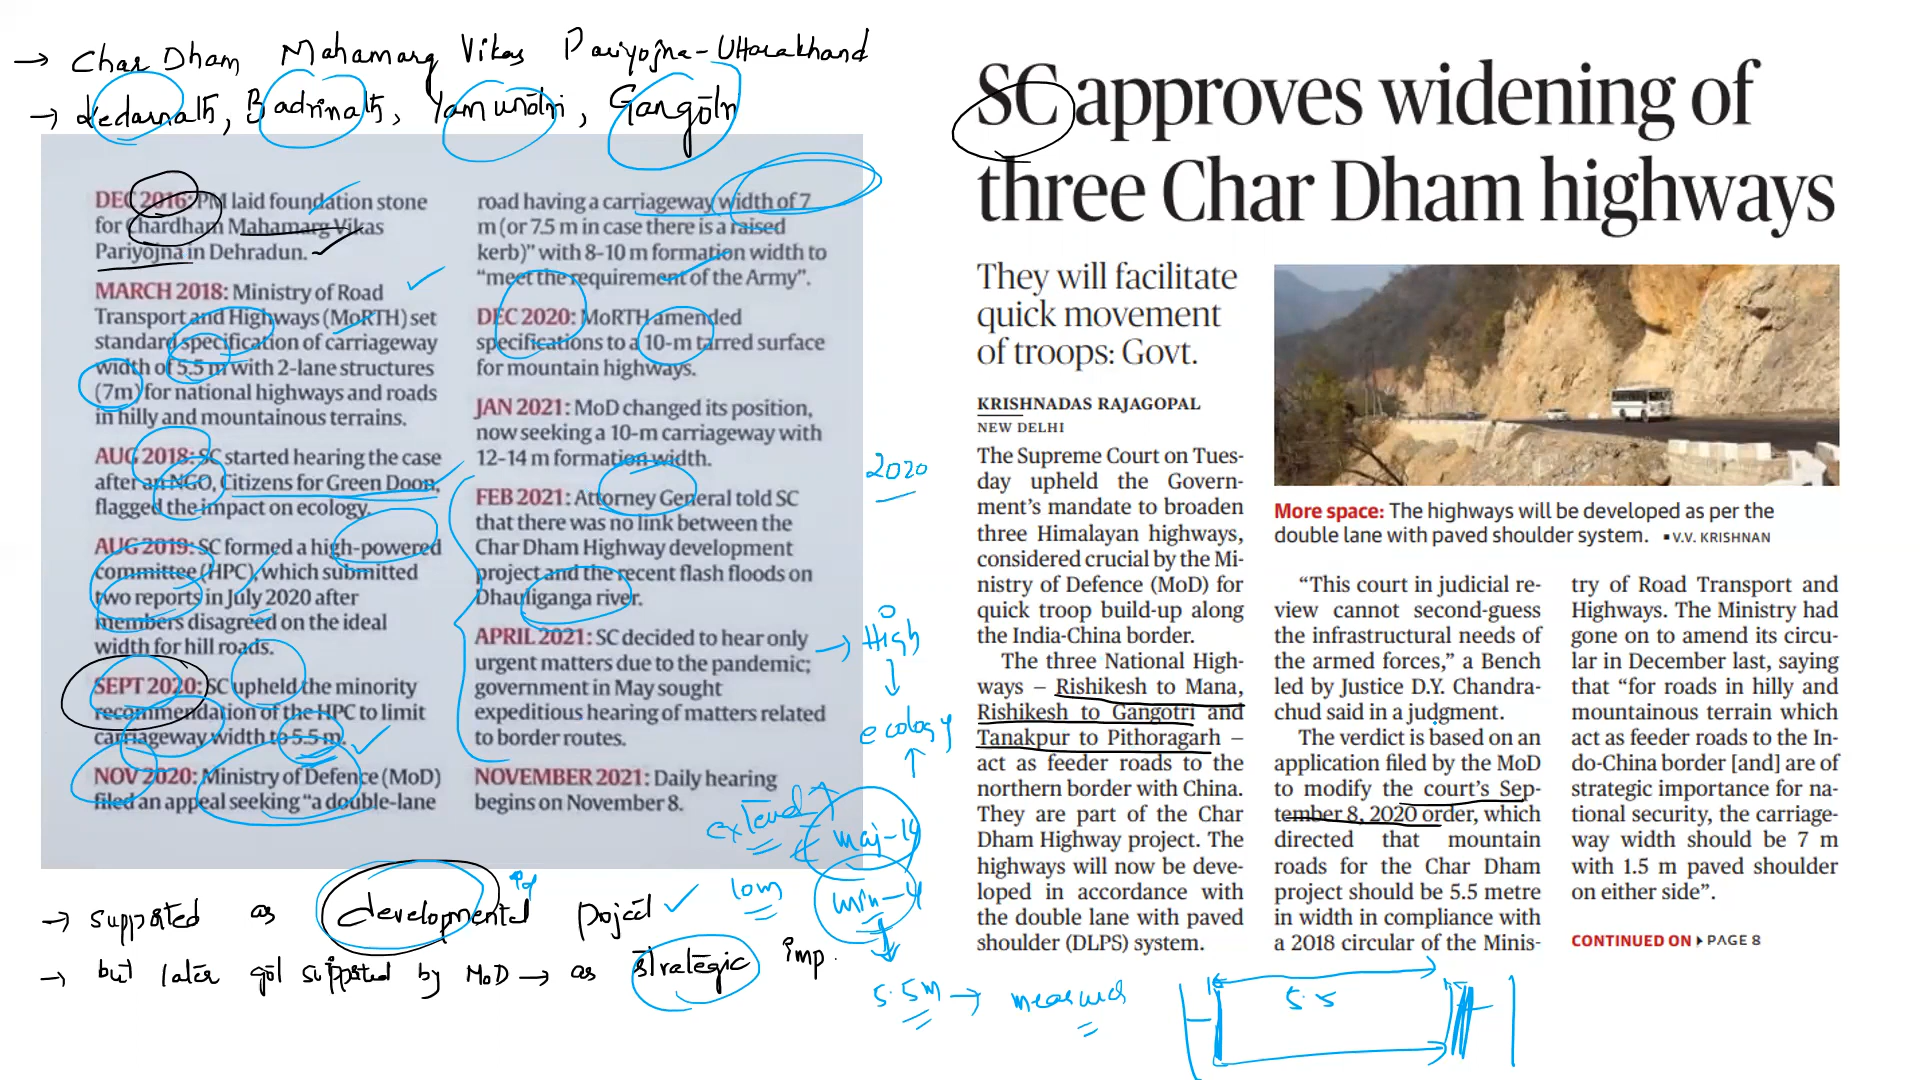 → Char Dham Mahamarg Vikas Pariyojna - Uttarakhand
→ Kedarnath, Badrinath, Yamunotri, Gangotri
DEC 2016: PM laid foundation stone
for Chardham Mahamarg Vikas
Pariyojna in Dehradun.
MARCH 2018: Ministry of Road
Transport and Highways (MoRTH) set
standard specification of carriageway
width of 5.5 m with 2-lane structures
(7m) for national highways and roads
in hilly and mountainous terrains.
AUG 2018: SC started hearing the case
after an NGO, Citizens for Green Doon,
flagged the impact on ecology.
AUG 2019: SC formed a high-powered
committee (HPC), which submitted
two reports in July 2020 after
members disagreed on the ideal
width for hill roads.
SEPT 2020: SC upheld the minority
recommendation of the HPC to limit
carriageway width to 5.5 m.
NOV 2020: Ministry of Defence (MoD)
filed an appeal seeking “a double-lane
road having a carriageway width of 7
m (or 7.5 m in case there is a raised
kerb)” with 8-10 m formation width to
“meet the requirement of the Army”.
DEC 2020: MoRTH amended
specifications to a 10-m tarred surface
for mountain highways.
JAN 2021: MoD changed its position,
now seeking a 10-m carriageway with
12-14 m formation width.
FEB 2021: Attorney General told SC
that there was no link between the
Char Dham Highway development
project and the recent flash floods on
Dhauliganga river.
APRIL 2021: SC decided to hear only
urgent matters due to the pandemic;
government in May sought
expeditious hearing of matters related
to border routes.
NOVEMBER 2021: Daily hearing
begins on November 8.
2020
→ High
ecology
extend
maj-14
low
min-4
→ supported as developmental project
→ but later got supported by MoD → as strategic imp.
5.5m → measured
5.5
SC approves widening of
three Char Dham highways
They will facilitate
quick movement
of troops: Govt.
KRISHNADAS RAJAGOPAL
NEW DELHI
The Supreme Court on Tues-
day upheld the Govern-
ment’s mandate to broaden
three Himalayan highways,
considered crucial by the Mi-
nistry of Defence (MoD) for
quick troop build-up along
the India-China border.
The three National High-
ways – Rishikesh to Mana,
Rishikesh to Gangotri and
Tanakpur to Pithoragarh –
act as feeder roads to the
northern border with China.
They are part of the Char
Dham Highway project. The
highways will now be deve-
loped in accordance with
the double lane with paved
shoulder (DLPS) system.
More space: The highways will be developed as per the
double lane with paved shoulder system. ▪ V.V. KRISHNAN
“This court in judicial re-
view cannot second-guess
the infrastructural needs of
the armed forces,” a Bench
led by Justice D.Y. Chandra-
chud said in a judgment.
The verdict is based on an
application filed by the MoD
to modify the court’s Sep-
tember 8, 2020 order, which
directed that mountain
roads for the Char Dham
project should be 5.5 metre
in width in compliance with
a 2018 circular of the Minis-
try of Road Transport and
Highways. The Ministry had
gone on to amend its circu-
lar in December last, saying
that “for roads in hilly and
mountainous terrain which
act as feeder roads to the In-
do-China border [and] are of
strategic importance for na-
tional security, the carriage-
way width should be 7 m
with 1.5 m paved shoulder
on either side”.
CONTINUED ON ▸ PAGE 8